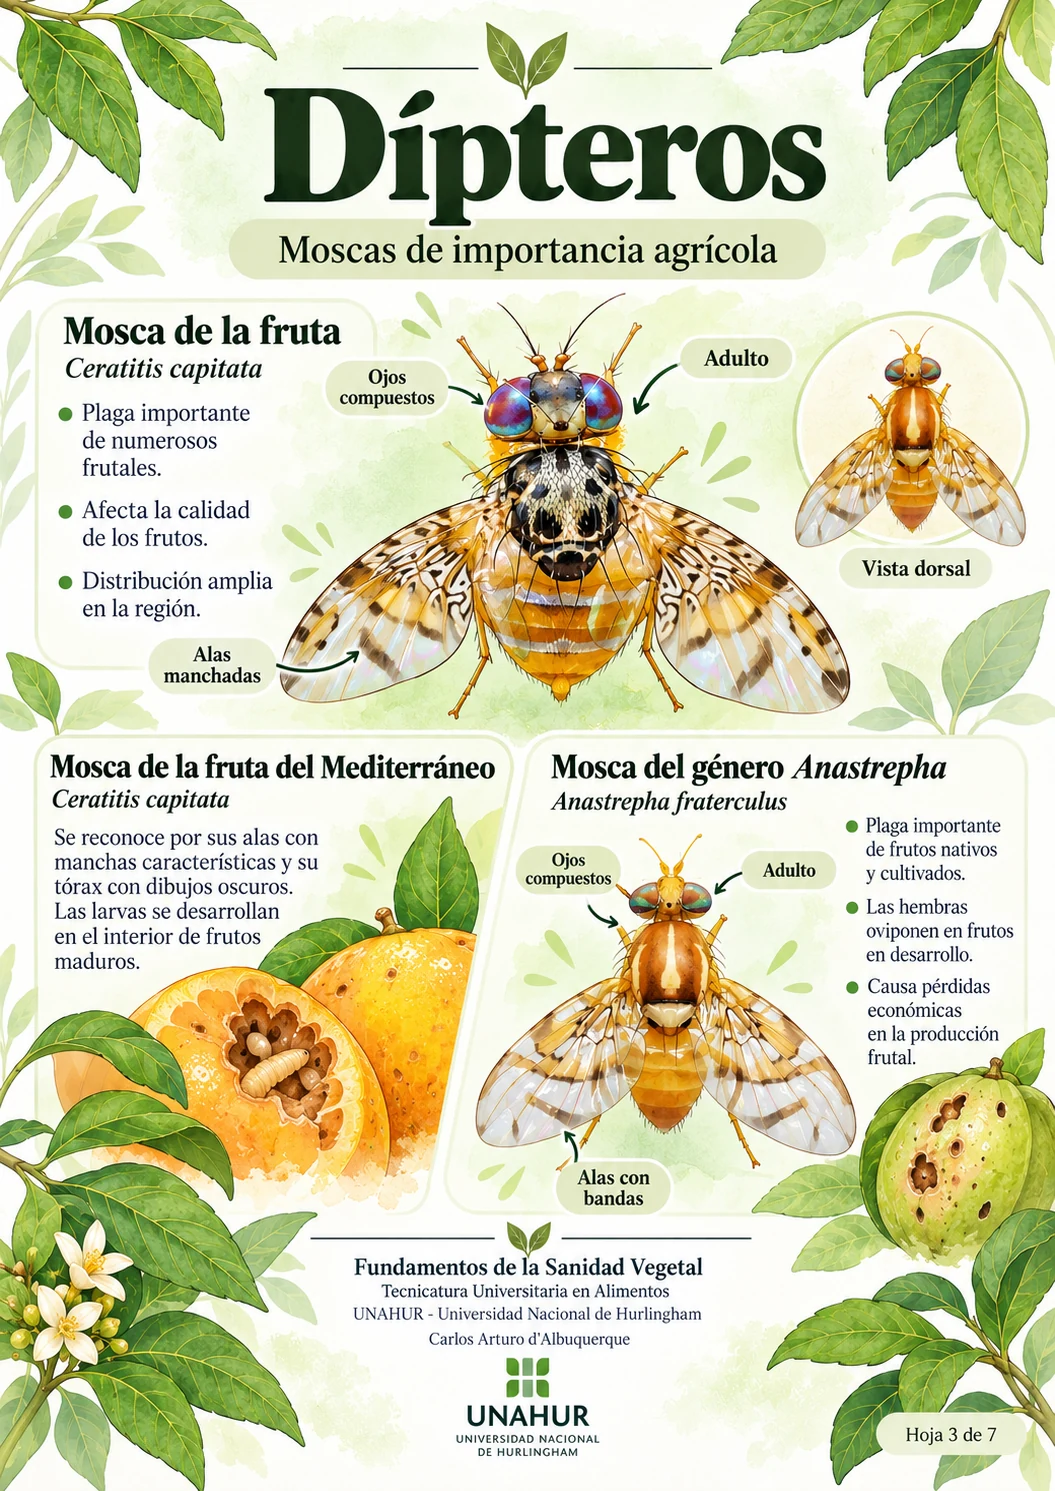 Dípteros
Moscas de importancia agrícola
Mosca de la fruta
Ceratitis capitata
Plaga importante
de numerosos
frutales.
Afecta la calidad
de los frutos.
Distribución amplia
en la región.
Ojos
compuestos
Adulto
Alas
manchadas
Vista dorsal
Mosca de la fruta del Mediterráneo
Ceratitis capitata
Se reconoce por sus alas con
manchas características y su
tórax con dibujos oscuros.
Las larvas se desarrollan
en el interior de frutos
maduros.
Mosca del género Anastrepha
Anastrepha fraterculus
Ojos
compuestos
Adulto
Alas con
bandas
Plaga importante
de frutos nativos
y cultivados.
Las hembras
oviponen en frutos
en desarrollo.
Causa pérdidas
económicas
en la producción
frutal.
Fundamentos de la Sanidad Vegetal
Tecnicatura Universitaria en Alimentos
UNAHUR - Universidad Nacional de Hurlingham
Carlos Arturo d'Albuquerque
UNAHUR
UNIVERSIDAD NACIONAL
DE HURLINGHAM
Hoja 3 de 7